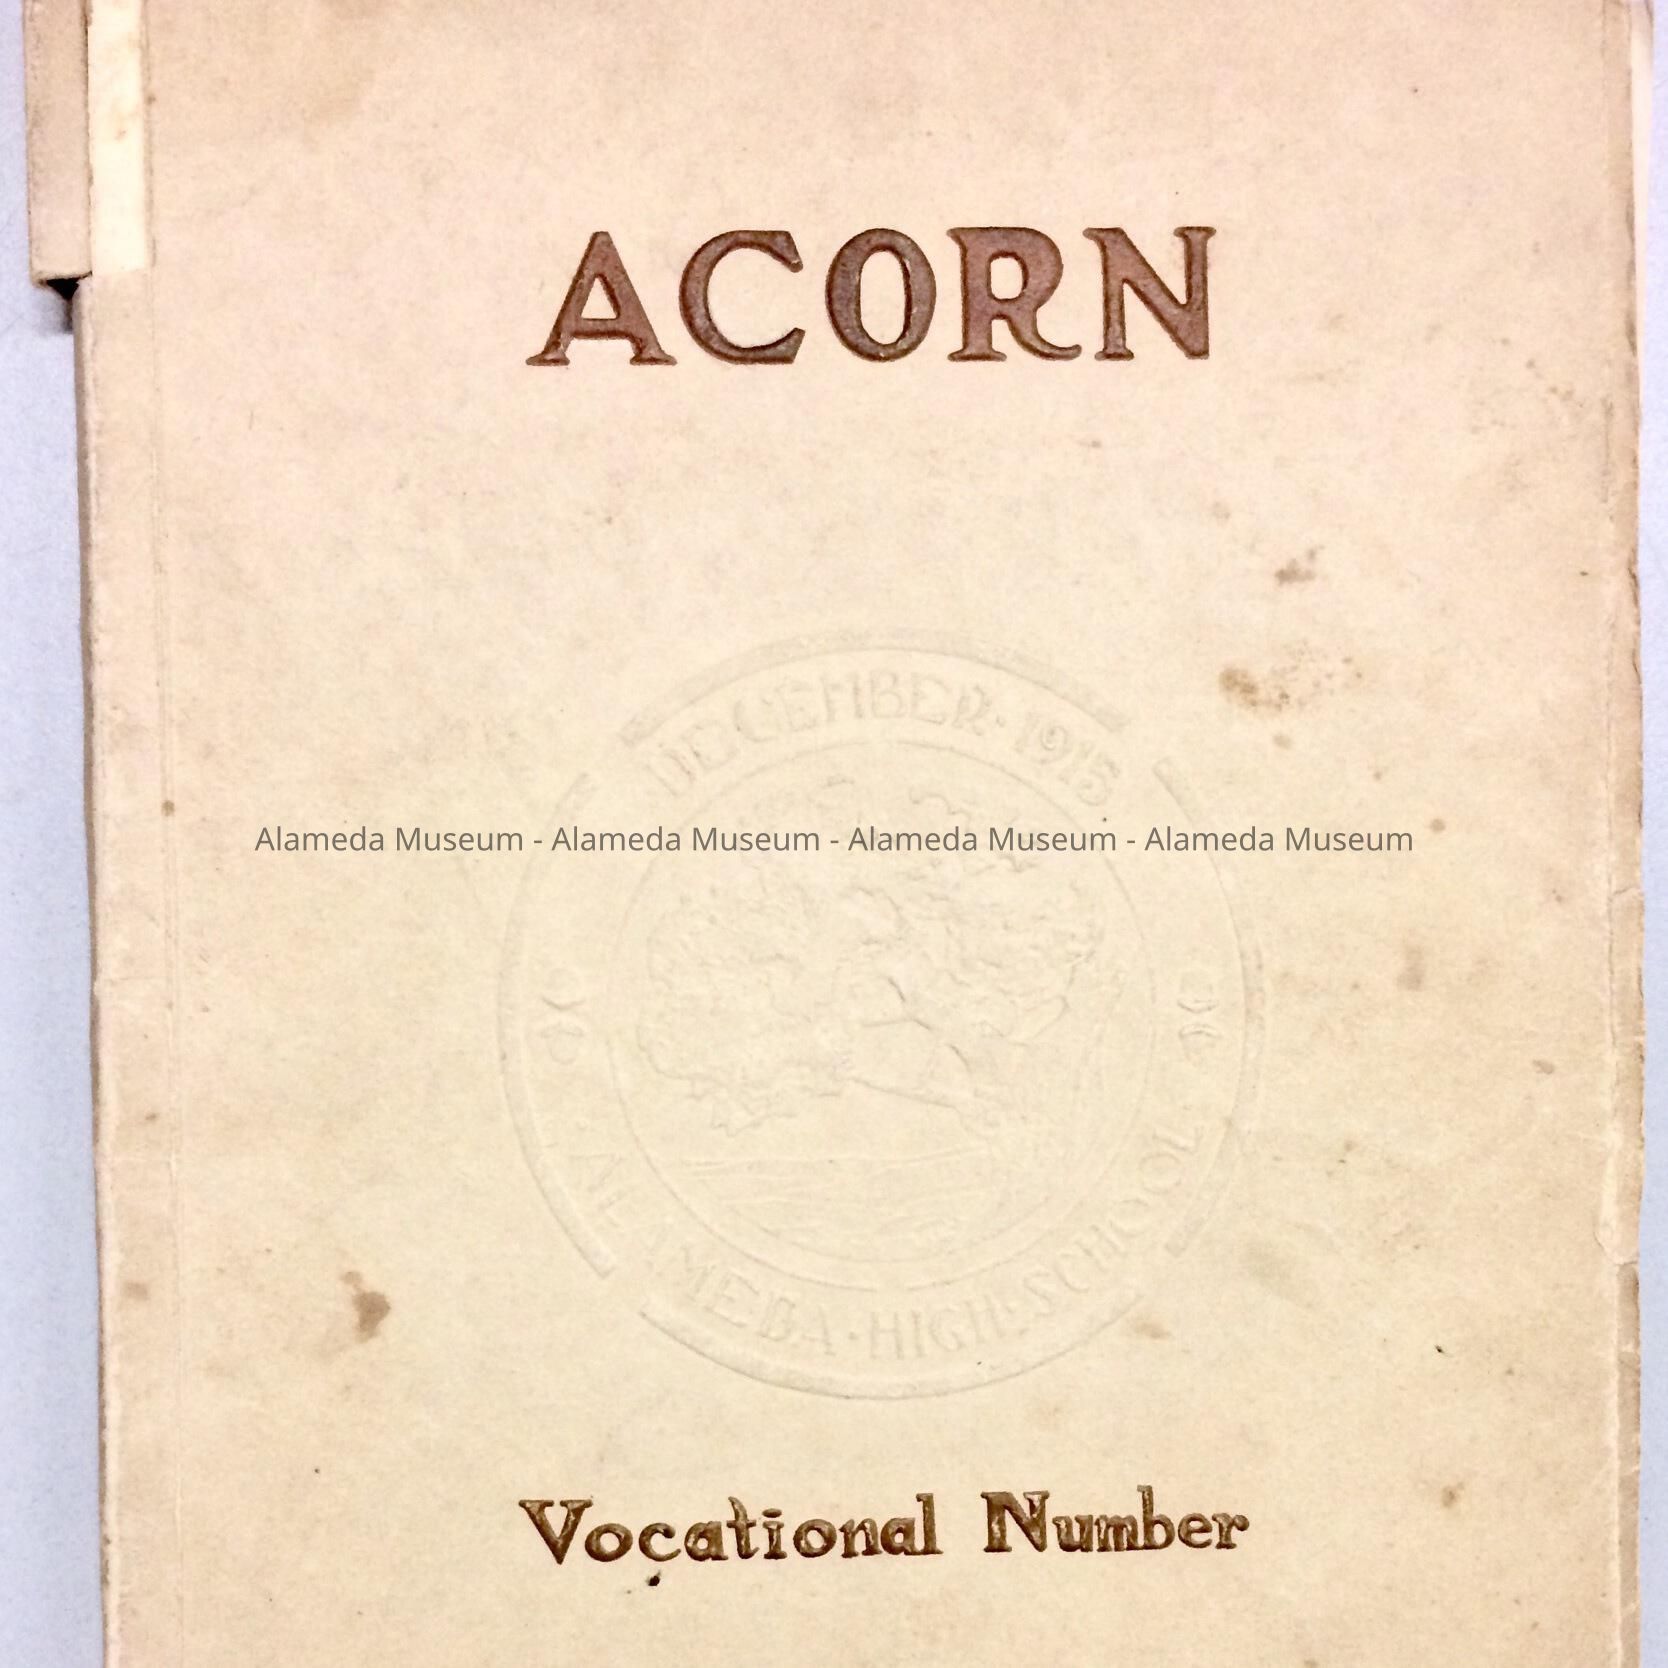 ACORN
DECEMBER · 1915
Alameda Museum - Alameda Museum - Alameda Museum - Alameda Museum
· ALAMEDA · HIGH · SCHOOL ·
Vocational Number